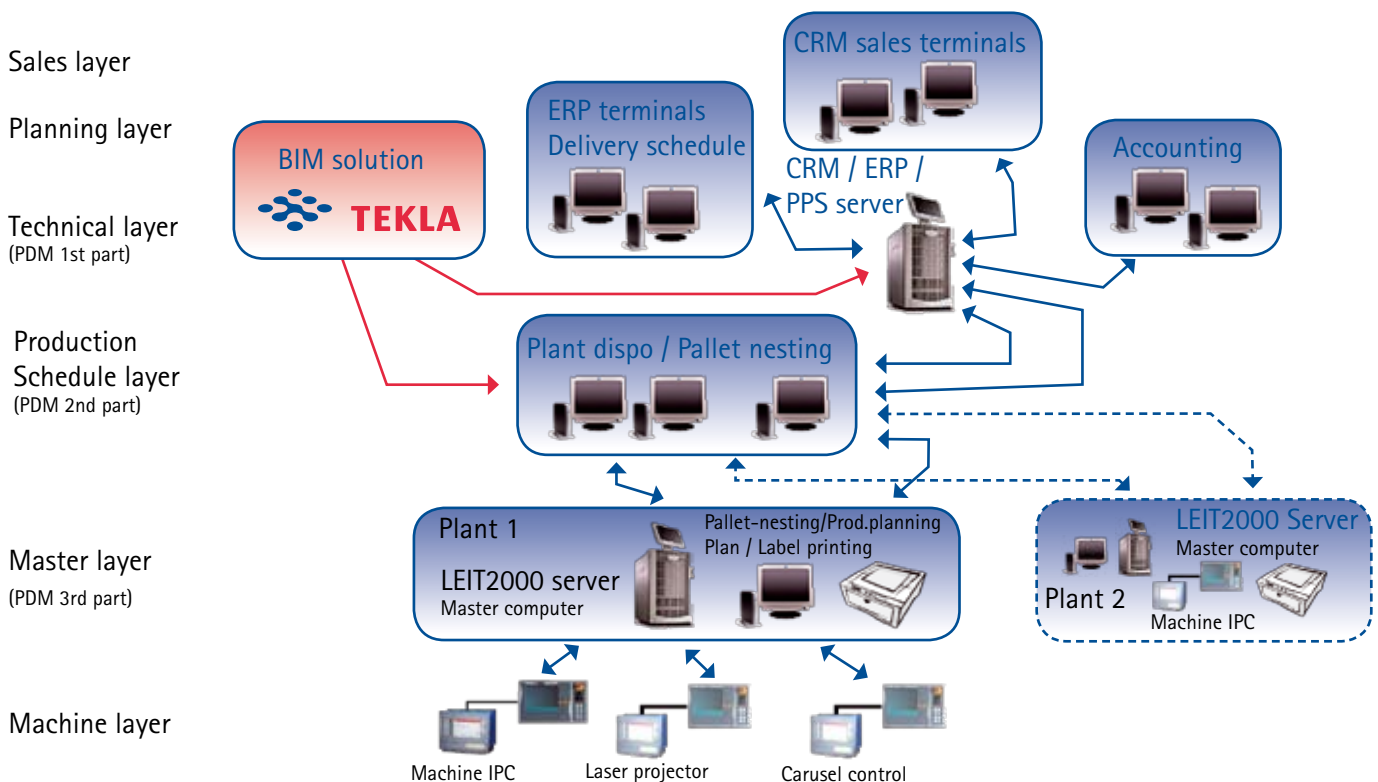 Sales layer
Planning layer
Technical layer
(PDM 1st part)
Production
Schedule layer
(PDM 2nd part)
Master layer
(PDM 3rd part)
Machine layer
BIM solution
TEKLA
ERP terminals
Delivery schedule
CRM sales terminals
CRM / ERP /
PPS server
Accounting
Plant dispo / Pallet nesting
Plant 1
LEIT2000 server
Master computer
Pallet-nesting/Prod.planning
Plan / Label printing
LEIT2000 Server
Master computer
Plant 2
Machine IPC
Machine IPC
Laser projector
Carusel control